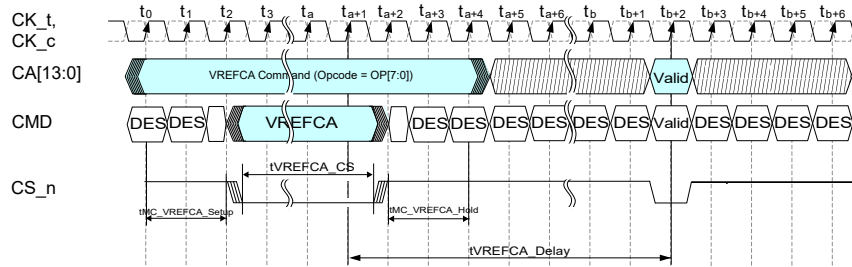 t0 t1 t2 t3 ta ta+1 ta+2 ta+3 ta+4 ta+5 ta+6 tb tb+1 tb+2 tb+3 tb+4 tb+5 tb+6
CK_t,
CK_c
CA[13:0] VREFCA Command (Opcode = OP[7:0]) Valid
CMD DES DES VREFCA DES DES DES DES DES DES Valid DES DES DES DES
tVREFCA_CS
CS_n
tMC_VREFCA_Setup tMC_VREFCA_Hold
tVREFCA_Delay